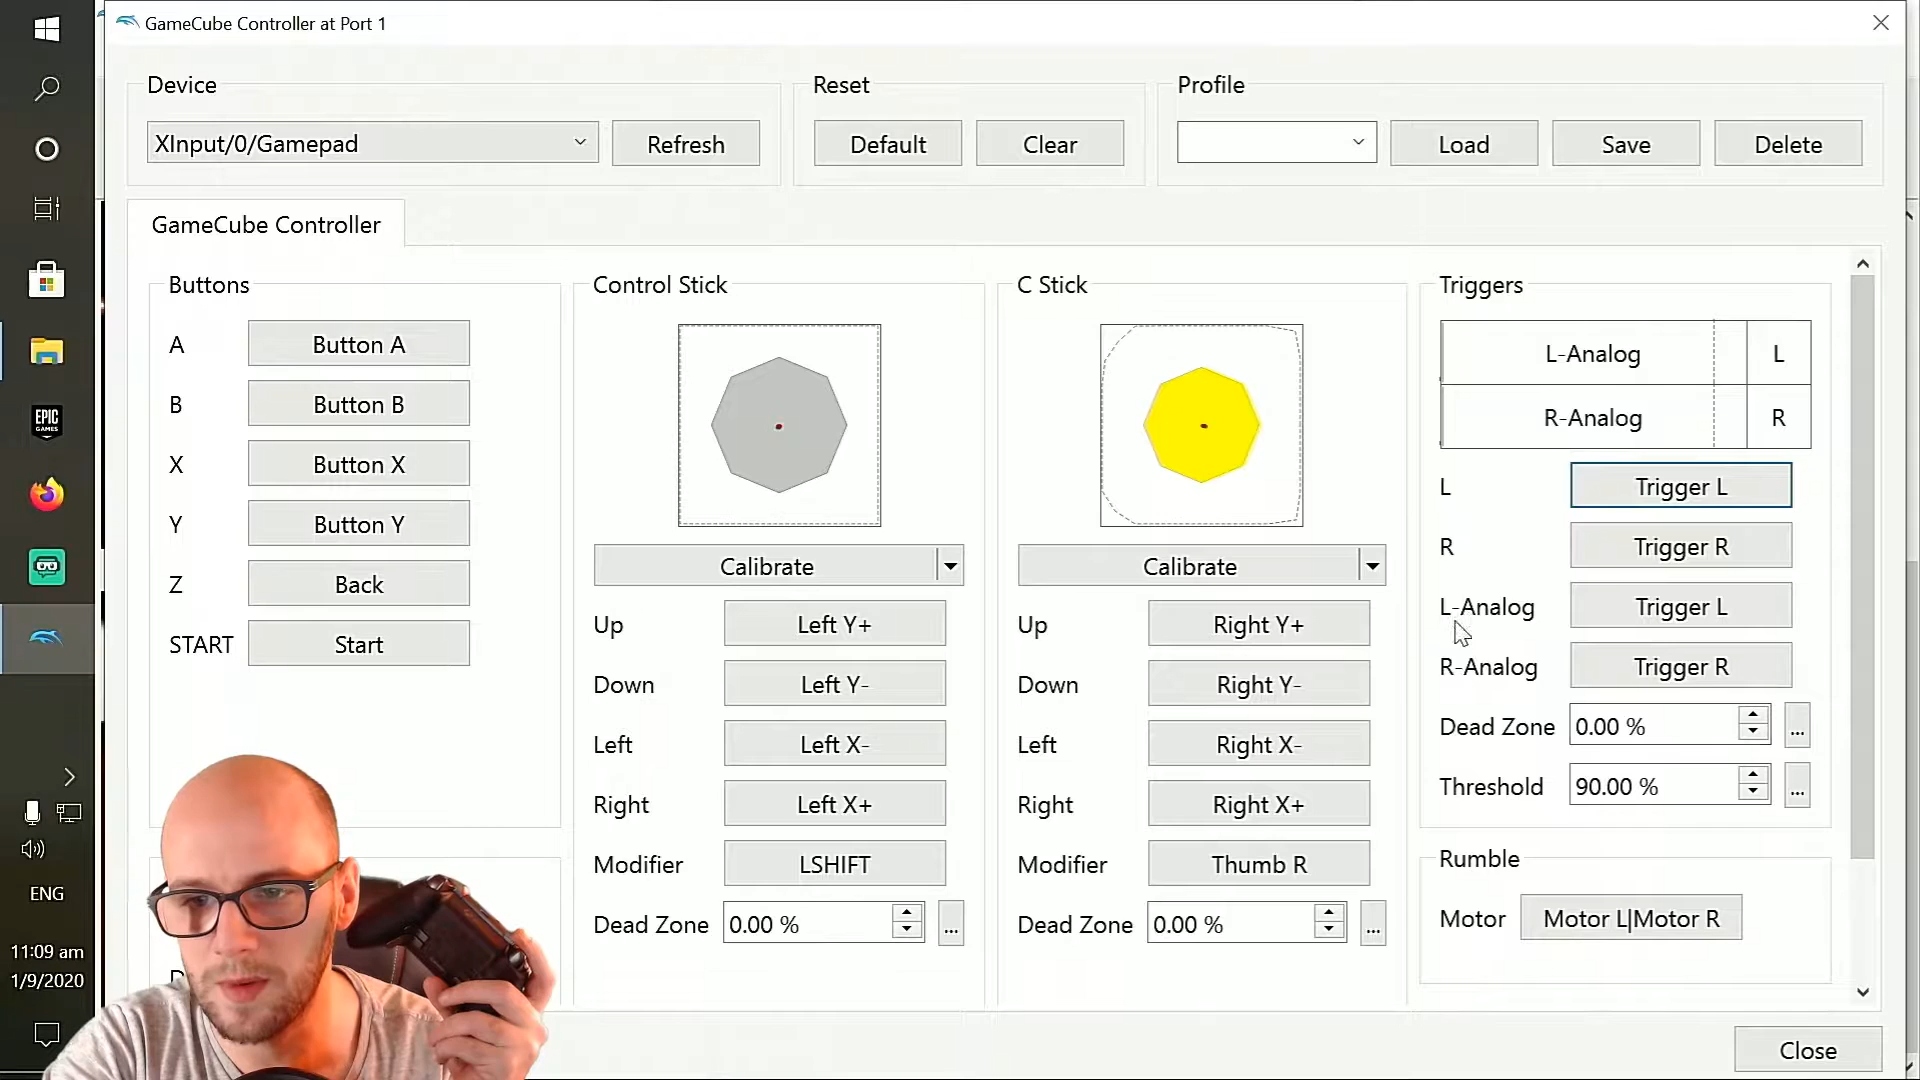 GameCube Controller at Port 1
Device
Reset
Profile
XInput/0/Gamepad
Refresh
Default
Clear
Load
Save
Delete
GameCube Controller
Buttons
A
Button A
B
Button B
X
Button X
Y
Button Y
Z
Back
START
Start
Control Stick
Calibrate
Up
Left Y+
Down
Left Y-
Left
Left X-
Right
Left X+
Modifier
LSHIFT
Dead Zone
0.00 %
...
C Stick
Calibrate
Up
Right Y+
Down
Right Y-
Left
Right X-
Right
Right X+
Modifier
Thumb R
Dead Zone
0.00 %
...
Triggers
L-Analog
L
R-Analog
R
L
Trigger L
R
Trigger R
L-Analog
Trigger L
R-Analog
Trigger R
Dead Zone
0.00 %
...
Threshold
90.00 %
...
Rumble
Motor
Motor L|Motor R
Close
EPIC
GAMES
ENG
11:09 am
1/9/2020